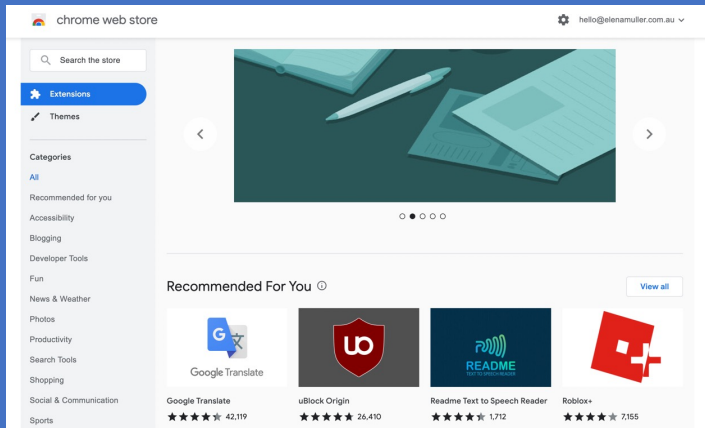 chrome web store
hello@elenamuller.com.au
Search the store
Extensions
Themes
Categories
All
Recommended for you
Accessibility
Blogging
Developer Tools
Fun
News & Weather
Photos
Productivity
Search Tools
Shopping
Social & Communication
Sports
Recommended For You
View all
G 文
Google Translate
Google Translate
42,119
uO
uBlock Origin
26,410
README
TEXT TO SPEECH READER
Readme Text to Speech Reader
1,712
Roblox+
7,155